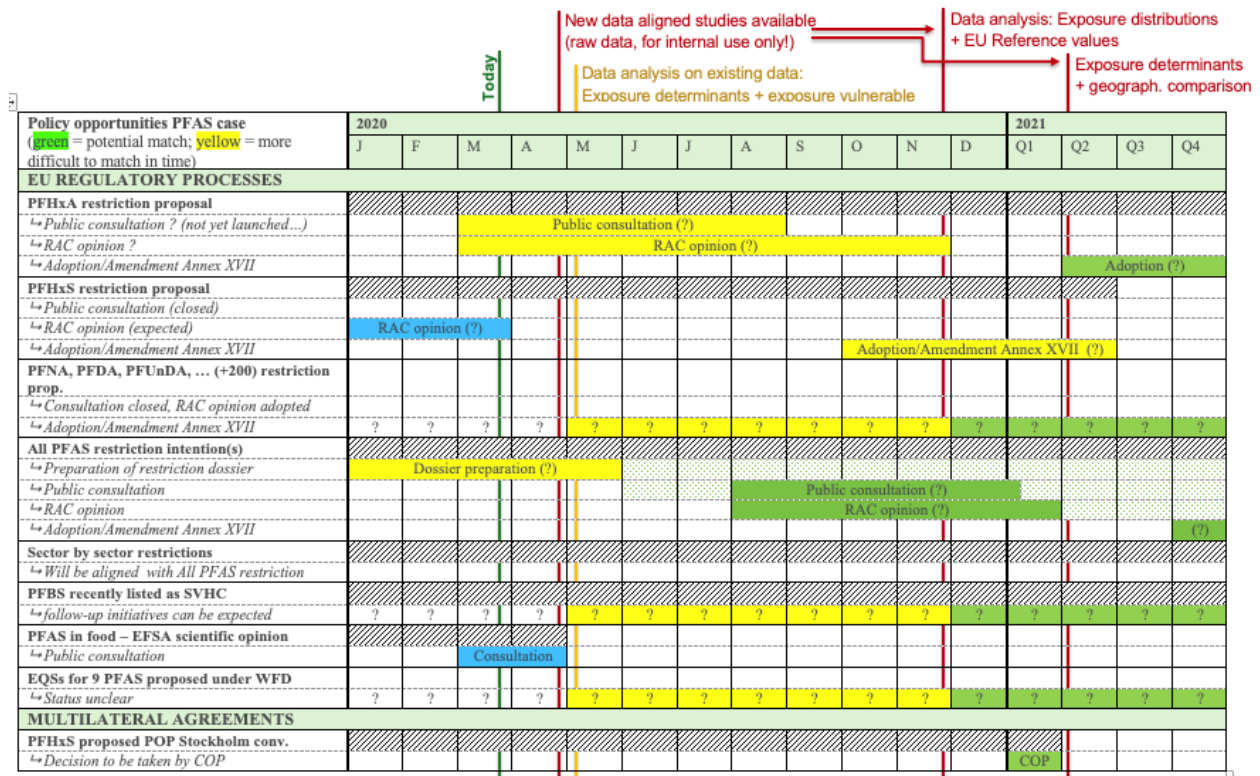 New data aligned studies available
(raw data, for internal use only!)
Data analysis: Exposure distributions
+ EU Reference values
Today
Data analysis on existing data:
Exposure determinants + exposure vulnerable
Exposure determinants
+ geograph. comparison
Policy opportunities PFAS case
(green = potential match; yellow = more
difficult to match in time)
2020
2021
J F M A M J J A S O N D Q1 Q2 Q3 Q4
EU REGULATORY PROCESSES
PFHxA restriction proposal
↪Public consultation ? (not yet launched…)
Public consultation (?)
↪RAC opinion ?
RAC opinion (?)
↪Adoption/Amendment Annex XVII
Adoption (?)
PFHxS restriction proposal
↪Public consultation (closed)
↪RAC opinion (expected)
RAC opinion (?)
↪Adoption/Amendment Annex XVII
Adoption/Amendment Annex XVII (?)
PFNA, PFDA, PFUnDA, … (+200) restriction
prop.
↪Consultation closed, RAC opinion adopted
↪Adoption/Amendment Annex XVII
? ? ? ? ? ? ? ? ? ? ? ? ? ? ? ?
All PFAS restriction intention(s)
↪Preparation of restriction dossier
Dossier preparation (?)
↪Public consultation
Public consultation (?)
↪RAC opinion
RAC opinion (?)
↪Adoption/Amendment Annex XVII
(?)
Sector by sector restrictions
↪Will be aligned with All PFAS restriction
PFBS recently listed as SVHC
↪follow-up initiatives can be expected
? ? ? ? ? ? ? ? ? ? ? ? ? ? ? ?
PFAS in food – EFSA scientific opinion
↪Public consultation
Consultation
EQSs for 9 PFAS proposed under WFD
↪Status unclear
? ? ? ? ? ? ? ? ? ? ? ? ? ? ? ?
MULTILATERAL AGREEMENTS
PFHxS proposed POP Stockholm conv.
↪Decision to be taken by COP
COP